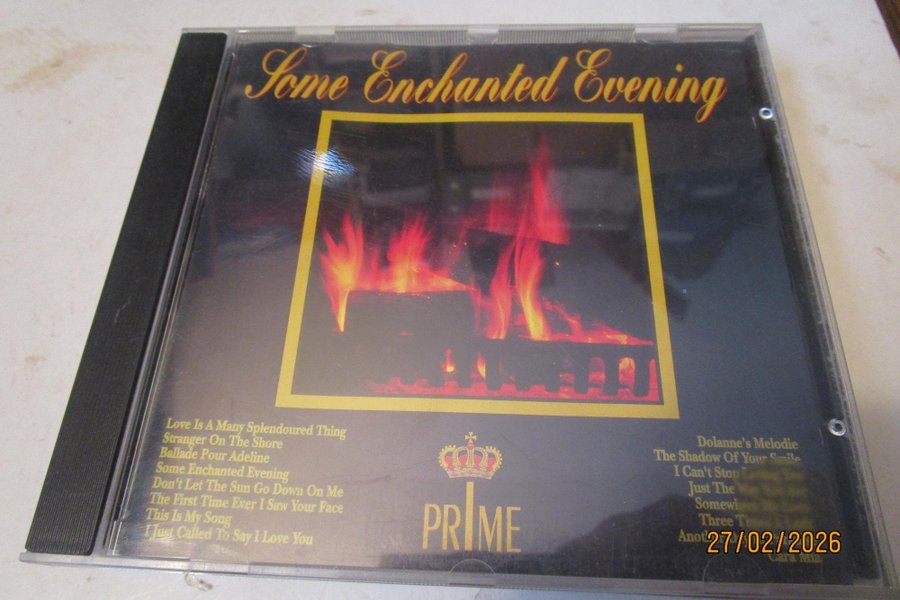 Some Enchanted Evening
Love Is A Many Splendoured Thing
Stranger On The Shore
Ballade Pour Adeline
Some Enchanted Evening
Don't Let The Sun Go Down On Me
The First Time Ever I Saw Your Face
This Is My Song
I Just Called To Say I Love You
PRIME
Dolanne's Melodie
The Shadow Of Your Smile
I Can't Stop
Just The
Three
Cara Mia
27/02/2026